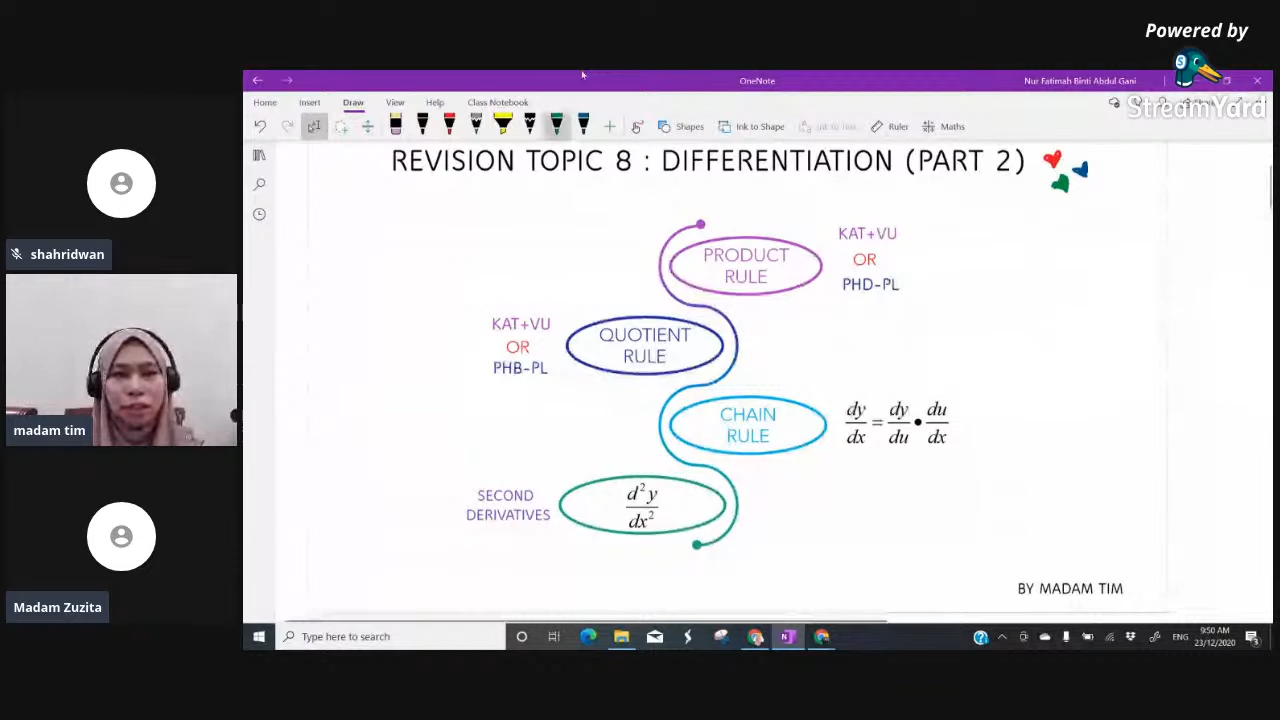 Powered by
StreamYard
OneNote
Nur Fatimah Binti Abdul Gani
Home Insert Draw View Help Class Notebook
Shapes Ink to Shape Ruler Maths
REVISION TOPIC 8 : DIFFERENTIATION (PART 2)
PRODUCT
RULE
KAT+VU
OR
PHD-PL
KAT+VU
OR
PHB-PL
QUOTIENT
RULE
CHAIN
RULE
dy/dx = dy/du • du/dx
SECOND
DERIVATIVES
d²y/dx²
BY MADAM TIM
shahridwan
madam tim
Madam Zuzita
Type here to search
ENG
9:50 AM
23/12/2020